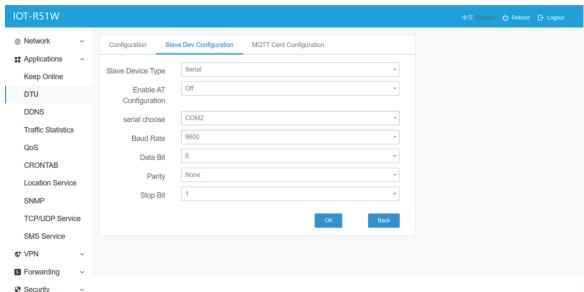 IOT-R51W
中文 English Reboot Logout
Network
Applications
Keep Online
DTU
DDNS
Traffic Statistics
QoS
CRONTAB
Location Service
SNMP
TCP/UDP Service
SMS Service
VPN
Forwarding
Security
Configuration Slave Dev Configuration MQTT Cent Configuration
Slave Device Type Serial
Enable AT Off
Configuration
serial choose COM2
Baud Rate 9600
Data Bit 8
Parity None
Stop Bit 1
OK Back